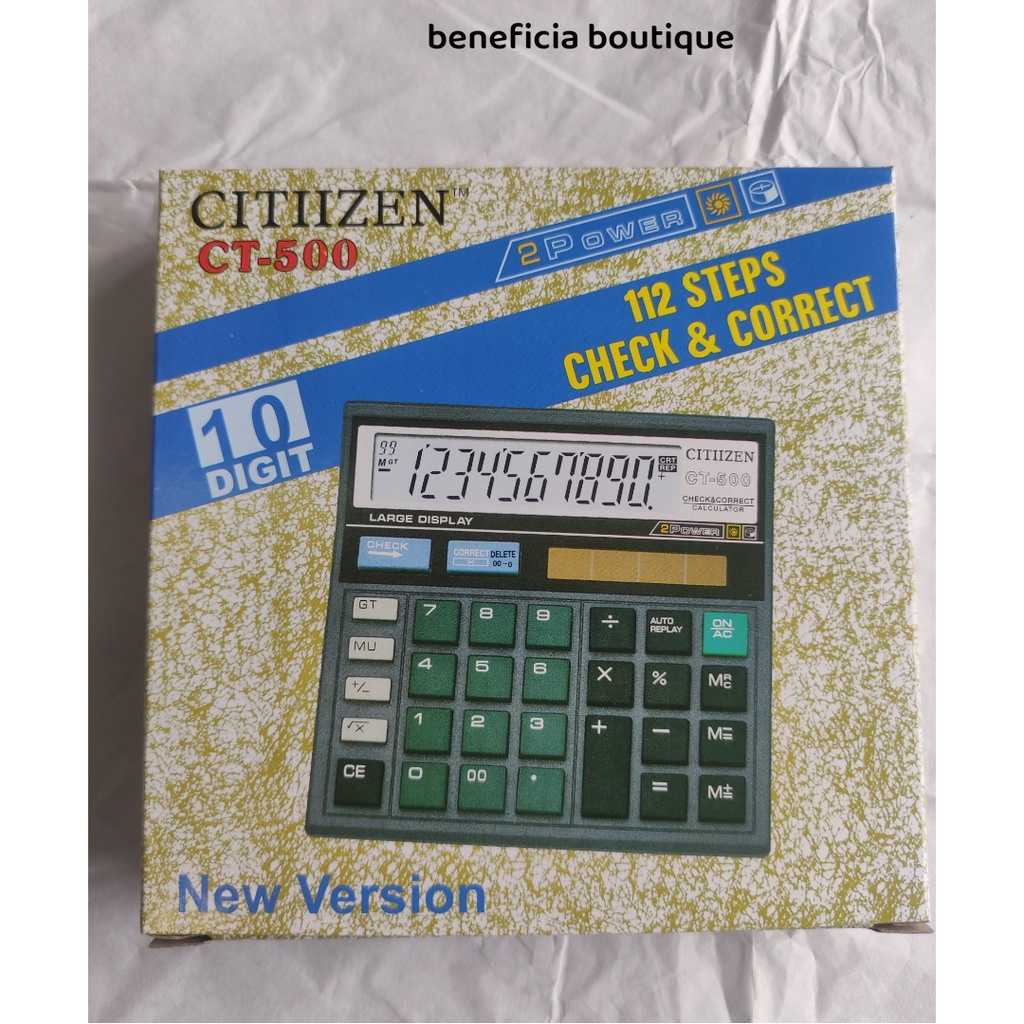 beneficia boutique
CITIIZEN™
CT-500
2POWER
112 STEPS
CHECK & CORRECT
10
DIGIT
99
M GT
-
1234567890.
CRT
REP
+
CITIIZEN
CT-500
CHECK&CORRECT
CALCULATOR
LARGE DISPLAY
2POWER
CHECK
CORRECT DELETE
00→0
GT 7 8 9 ÷ AUTO REPLAY ON AC
MU 4 5 6 × % MRC
+/- 1 2 3 + − M=
√x 0 00 . = M±
CE
New Version